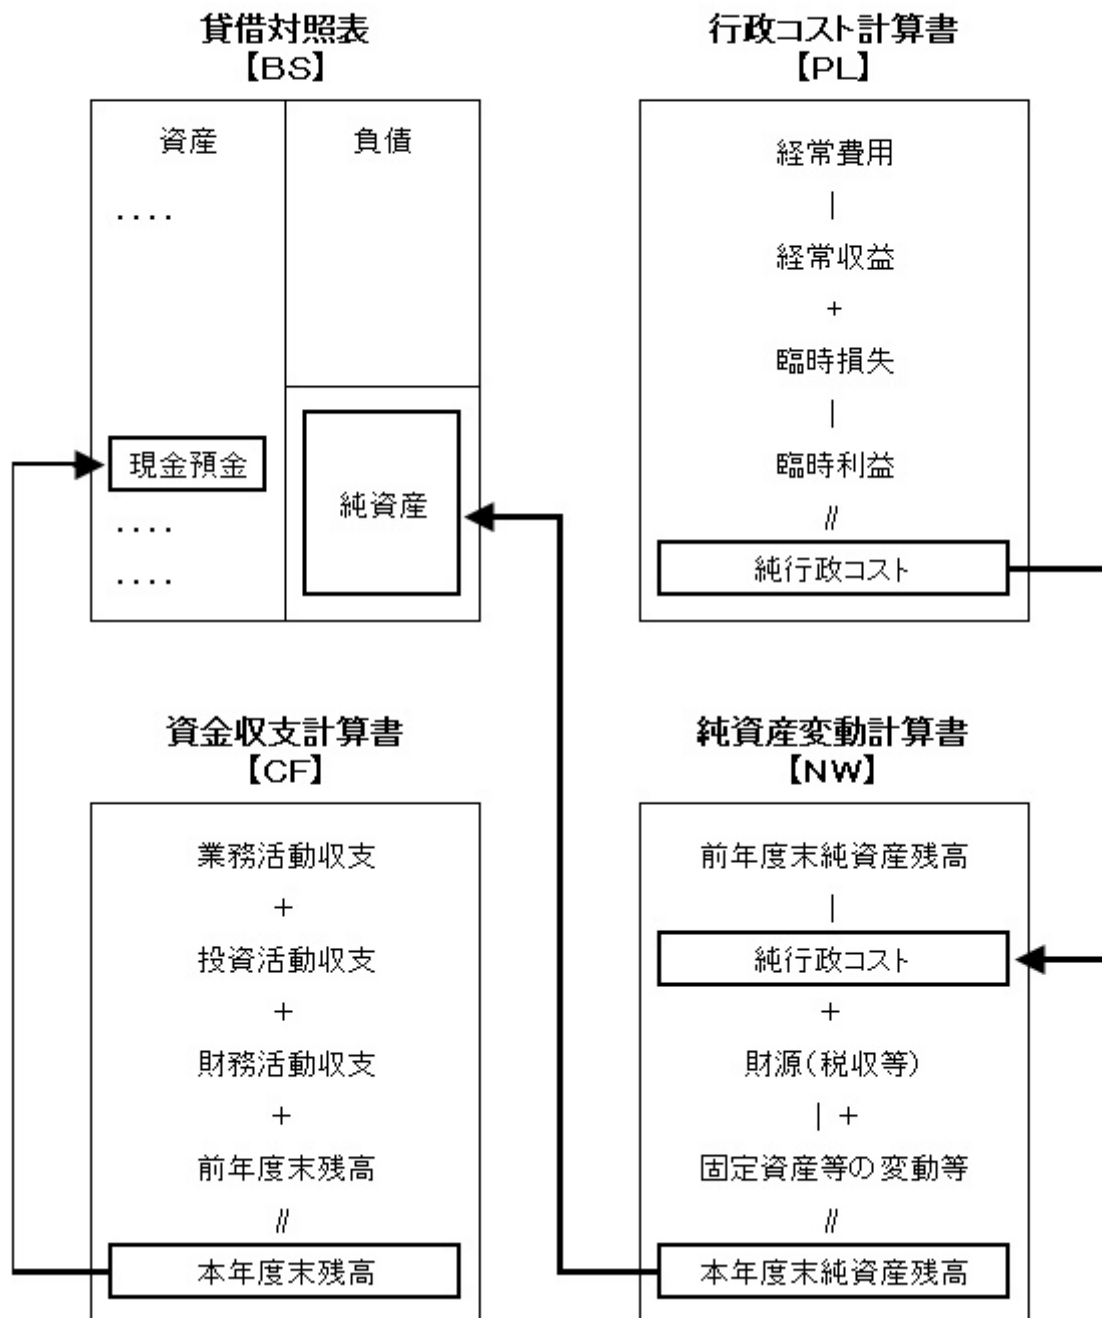 貸借対照表
【BS】
資産
負債
････
現金預金
････
････
純資産
行政コスト計算書
【PL】
経常費用
|
経常収益
+
臨時損失
|
臨時利益
//
純行政コスト
資金収支計算書
【CF】
業務活動収支
+
投資活動収支
+
財務活動収支
+
前年度末残高
//
本年度末残高
純資産変動計算書
【NW】
前年度末純資産残高
|
純行政コスト
+
財源(税収等)
| +
固定資産等の変動等
//
本年度末純資産残高